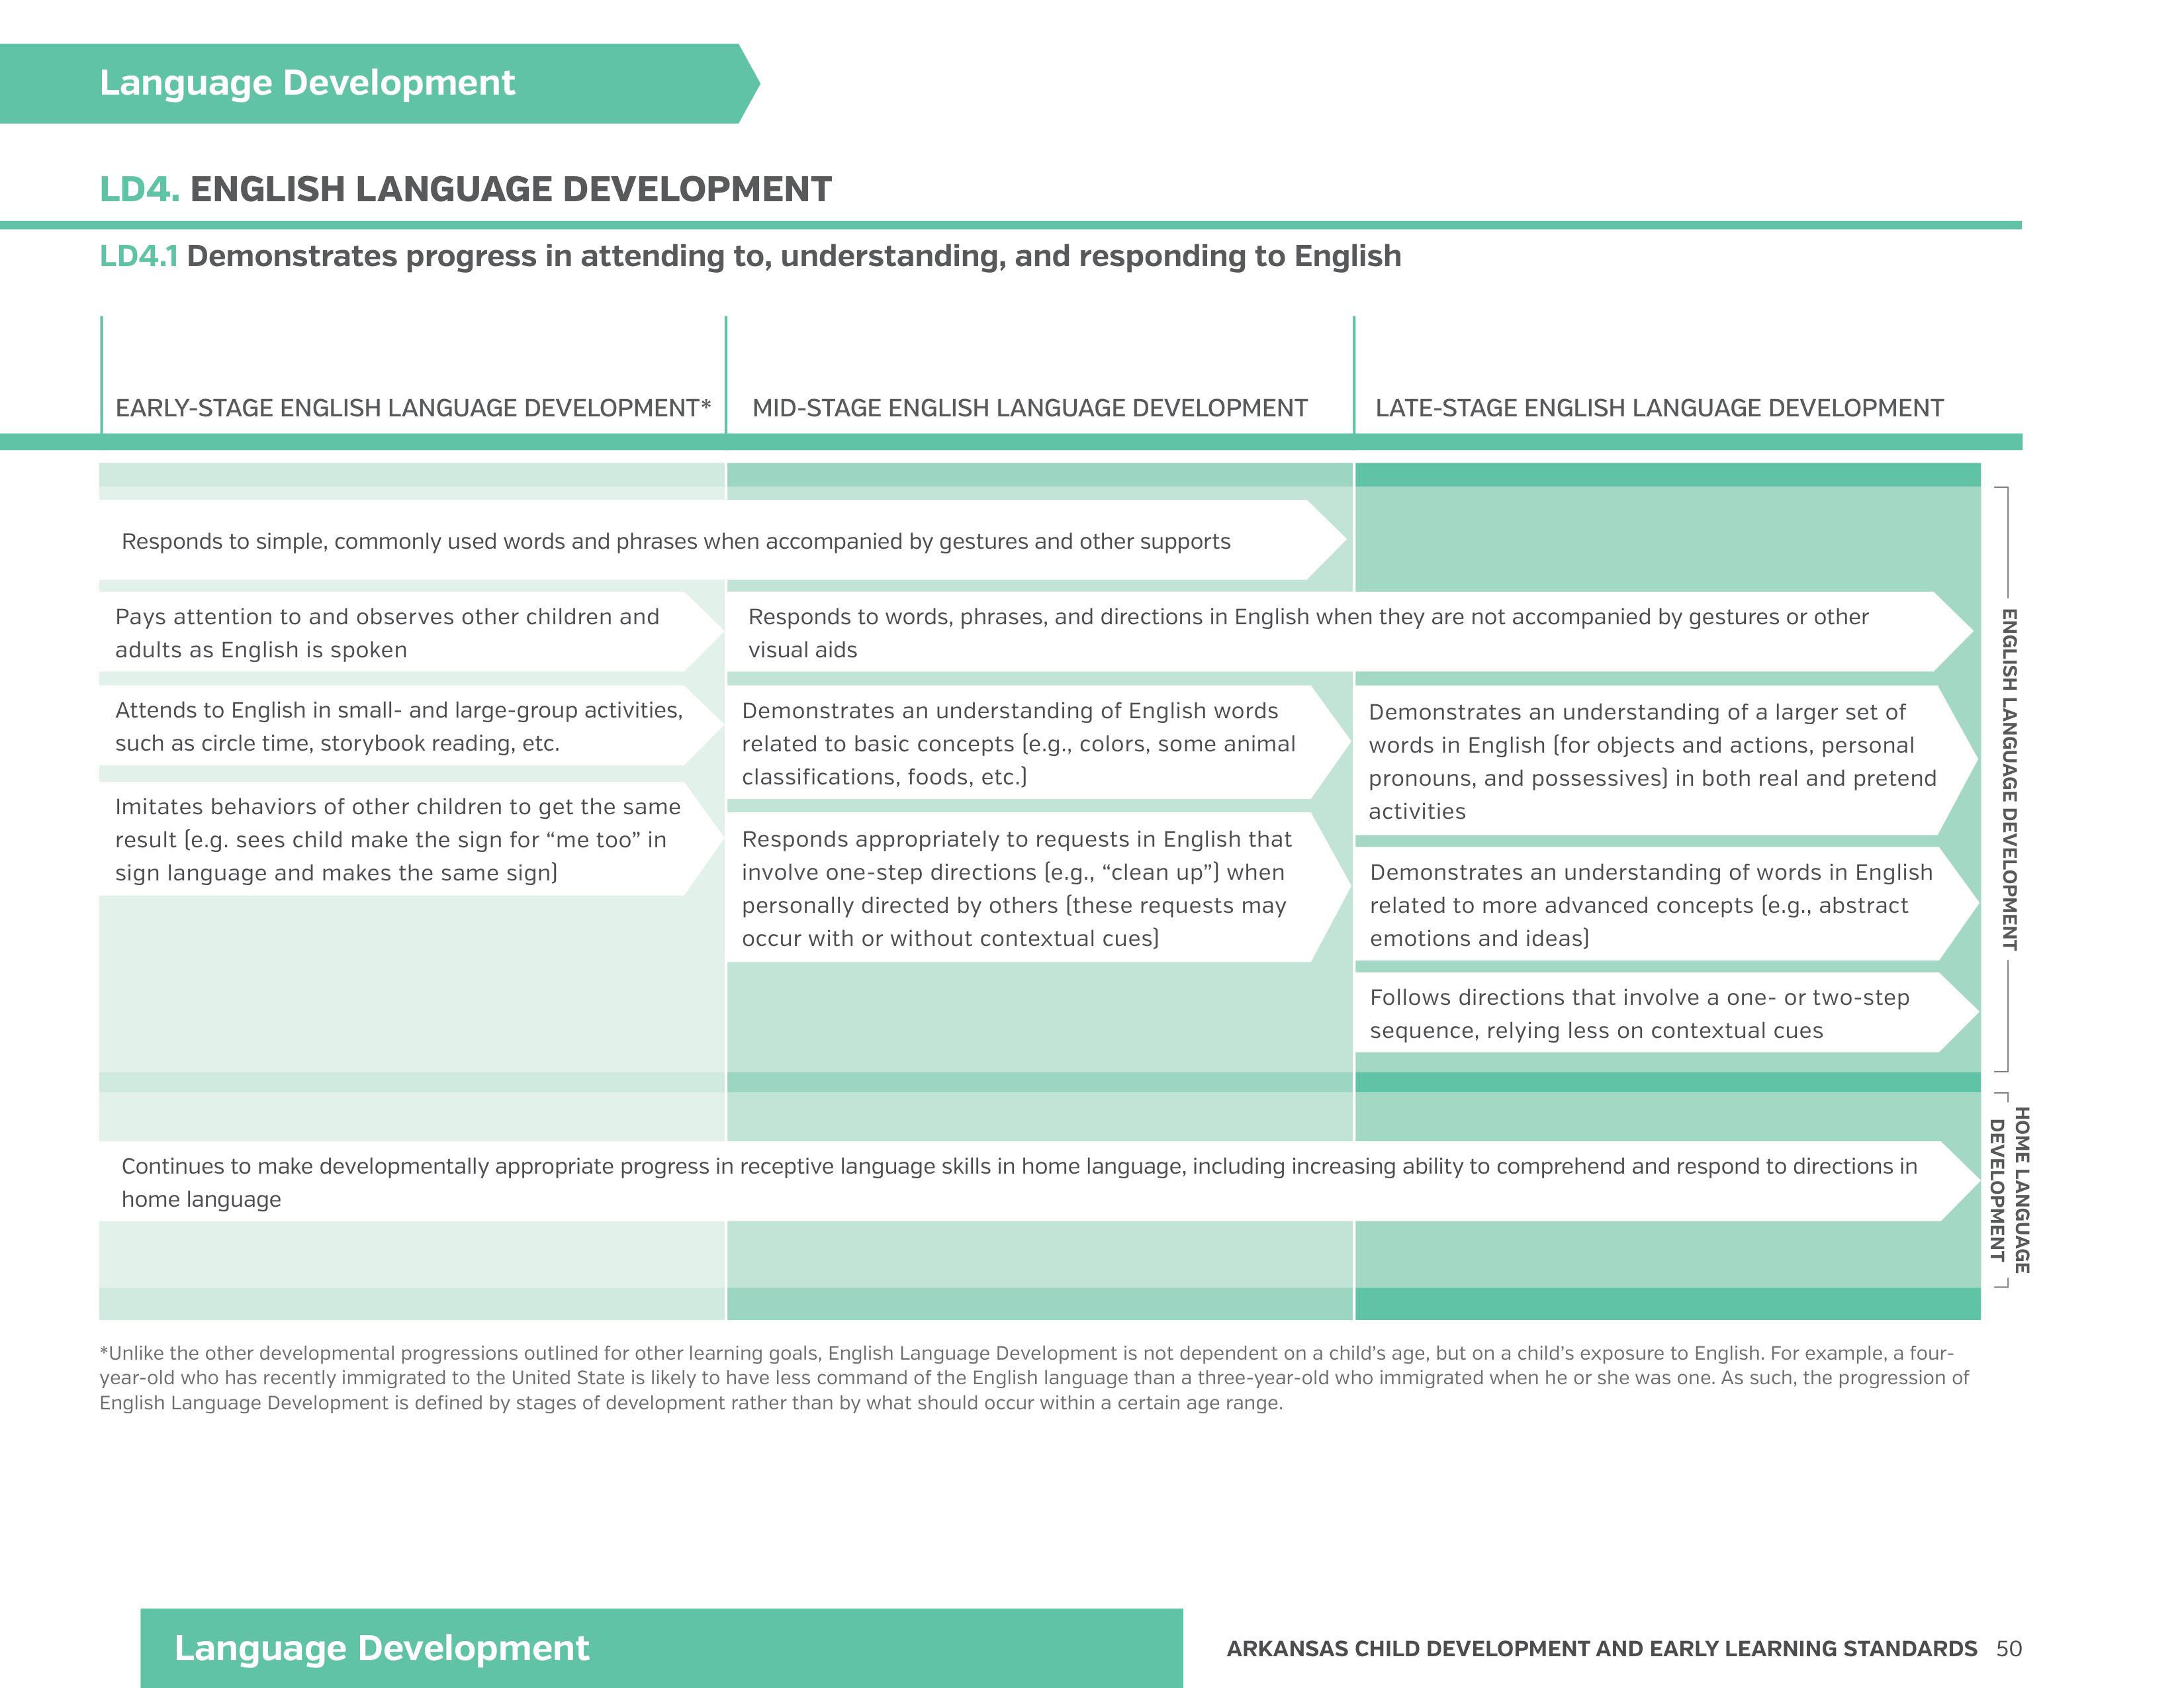 Language Development
LD4. ENGLISH LANGUAGE DEVELOPMENT
LD4.1 Demonstrates progress in attending to, understanding, and responding to English
EARLY-STAGE ENGLISH LANGUAGE DEVELOPMENT*
MID-STAGE ENGLISH LANGUAGE DEVELOPMENT
LATE-STAGE ENGLISH LANGUAGE DEVELOPMENT
Responds to simple, commonly used words and phrases when accompanied by gestures and other supports
Pays attention to and observes other children and
adults as English is spoken
Responds to words, phrases, and directions in English when they are not accompanied by gestures or other
visual aids
Attends to English in small- and large-group activities,
such as circle time, storybook reading, etc.
Imitates behaviors of other children to get the same
result (e.g. sees child make the sign for “me too” in
sign language and makes the same sign)
Demonstrates an understanding of English words
related to basic concepts (e.g., colors, some animal
classifications, foods, etc.)
Responds appropriately to requests in English that
involve one-step directions (e.g., “clean up”) when
personally directed by others (these requests may
occur with or without contextual cues)
Demonstrates an understanding of a larger set of
words in English (for objects and actions, personal
pronouns, and possessives) in both real and pretend
activities
Demonstrates an understanding of words in English
related to more advanced concepts (e.g., abstract
emotions and ideas)
Follows directions that involve a one- or two-step
sequence, relying less on contextual cues
ENGLISH LANGUAGE DEVELOPMENT
Continues to make developmentally appropriate progress in receptive language skills in home language, including increasing ability to comprehend and respond to directions in
home language
HOME LANGUAGE
DEVELOPMENT
*Unlike the other developmental progressions outlined for other learning goals, English Language Development is not dependent on a child’s age, but on a child’s exposure to English. For example, a four-
year-old who has recently immigrated to the United State is likely to have less command of the English language than a three-year-old who immigrated when he or she was one. As such, the progression of
English Language Development is defined by stages of development rather than by what should occur within a certain age range.
Language Development
ARKANSAS CHILD DEVELOPMENT AND EARLY LEARNING STANDARDS 50